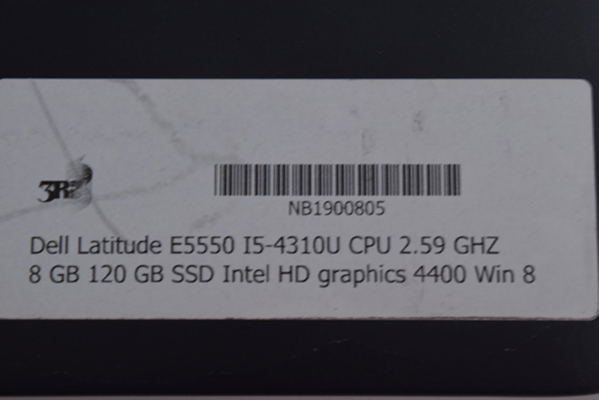 3R
NB1900805
Dell Latitude E5550 I5-4310U CPU 2.59 GHZ
8 GB 120 GB SSD Intel HD graphics 4400 Win 8